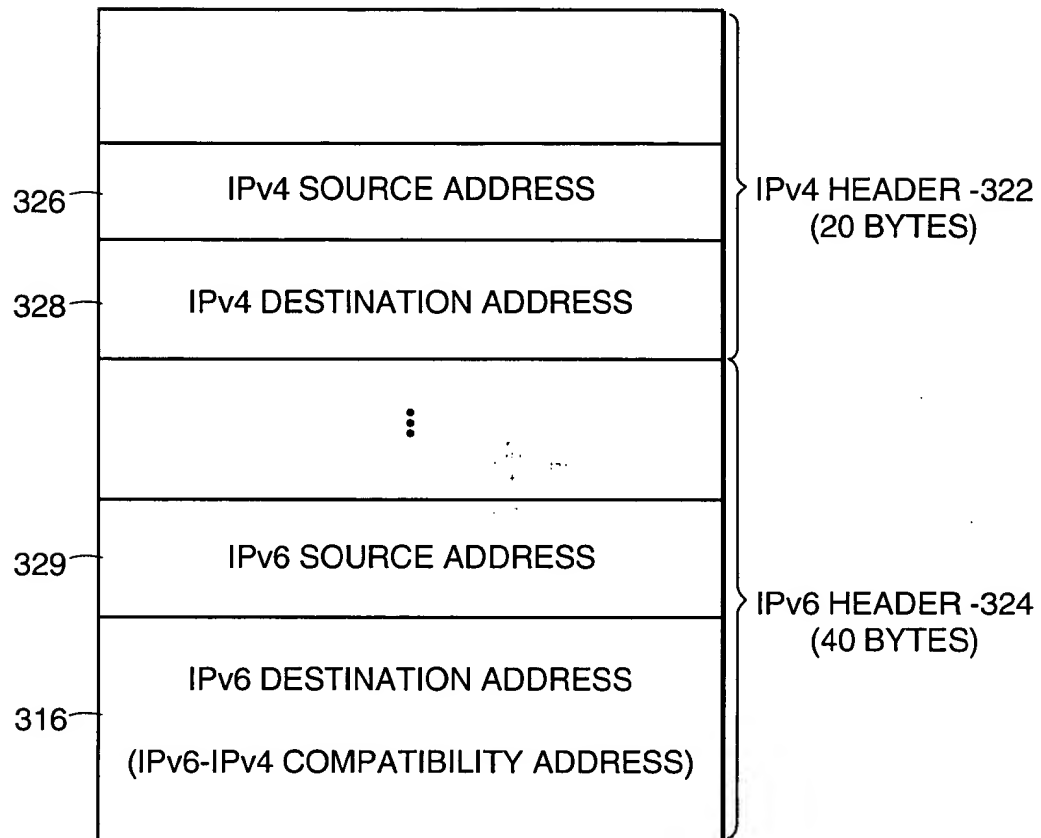 326
IPv4 SOURCE ADDRESS
IPv4 HEADER -322
(20 BYTES)
328
IPv4 DESTINATION ADDRESS
329
IPv6 SOURCE ADDRESS
IPv6 HEADER -324
(40 BYTES)
316
IPv6 DESTINATION ADDRESS
(IPv6-IPv4 COMPATIBILITY ADDRESS)